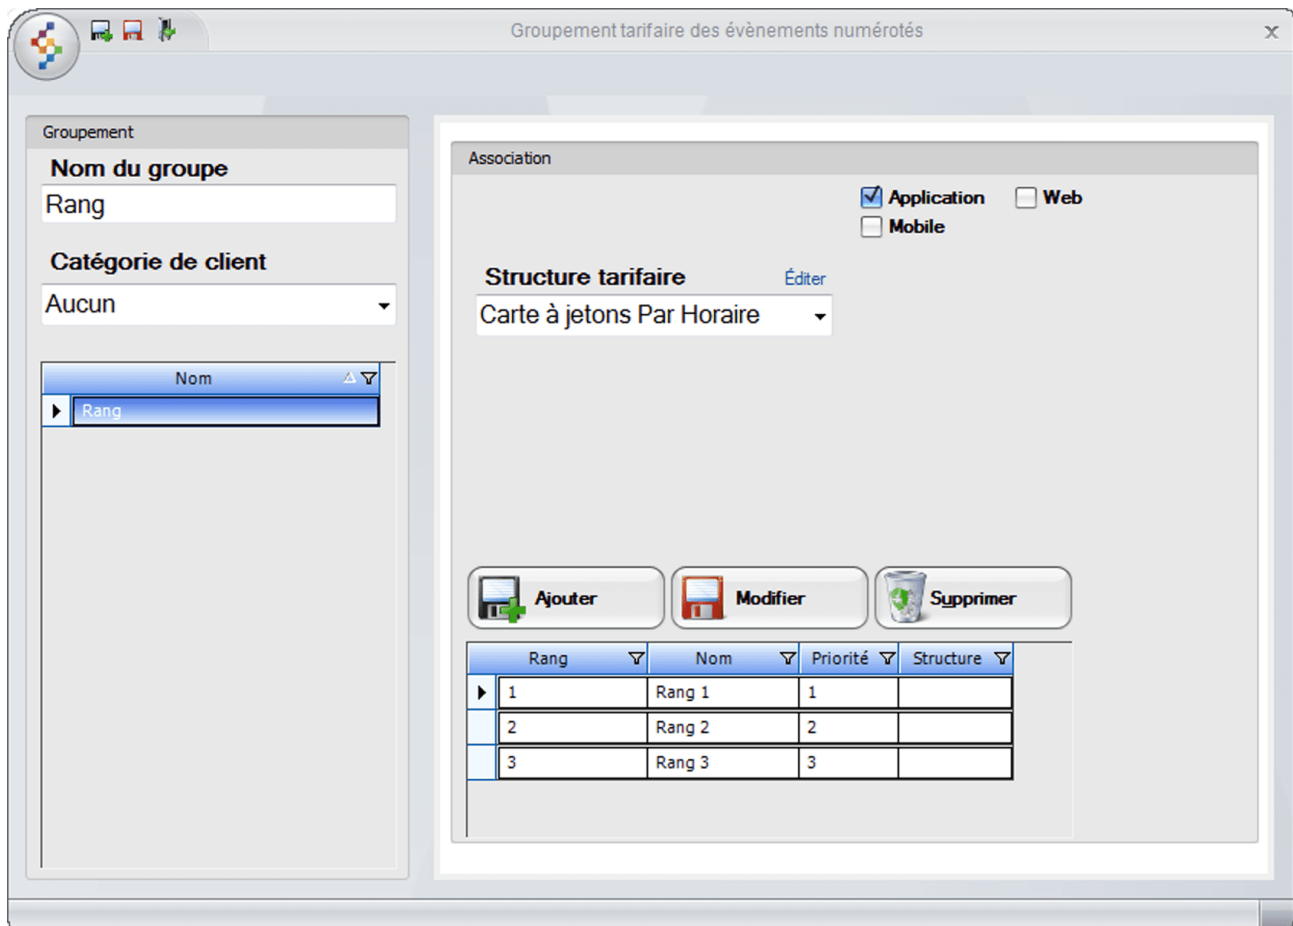 Groupement tarifaire des évènements numérotés
Groupement
Nom du groupe
Rang
Catégorie de client
Aucun
Nom
Rang
Association
Application Web
Mobile
Structure tarifaire Éditer
Carte à jetons Par Horaire
Ajouter Modifier Supprimer
Rang Nom Priorité Structure
1 Rang 1 1
2 Rang 2 2
3 Rang 3 3